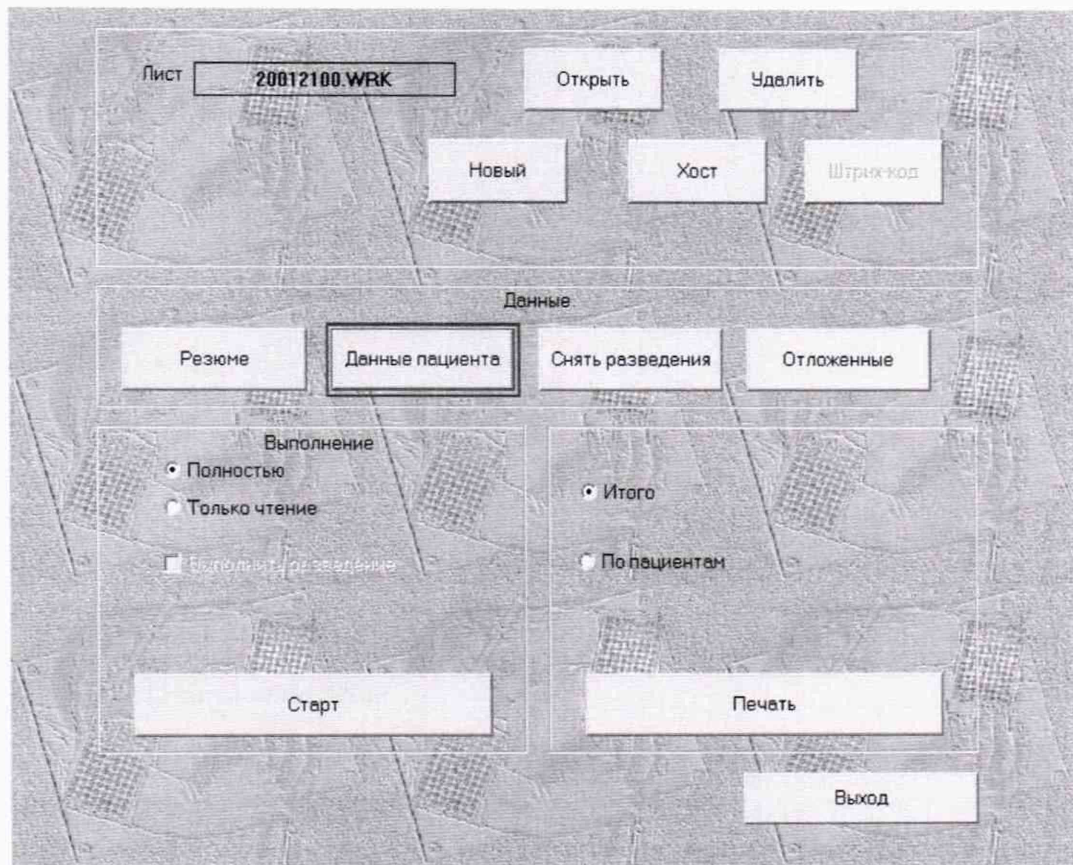 Лист 20012100.WRK Открыть Удалить
Новый Хост Штрих-код
Данные
Резюме Данные пациента Снять разведения Отложенные
Выполнение
Полностью
Только чтение
Выполнить разведение
Итого
По пациентам
Старт Печать
Выход